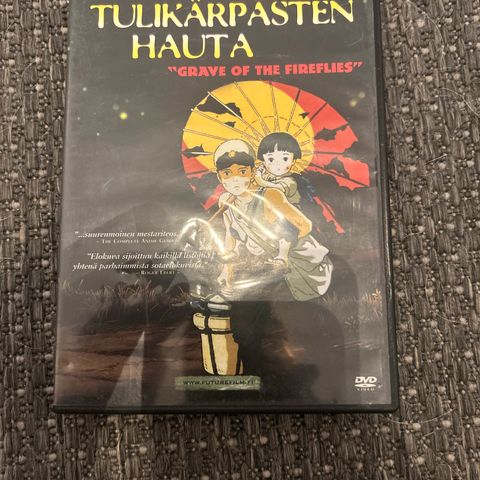 TULIKÄRPÄSTEN
HAUTA
"GRAVE OF THE FIREFLIES"
"...suurenmoinen mestariteos.
– THE COMPLETE ANIME GUIDE
"Elokuva sijoittuu kaikilla listoilla
yhtenä parhaimmista sotaelokuvista."
– ROGER EBERT
WWW.FUTUREFILM.FI
DVD
VIDEO